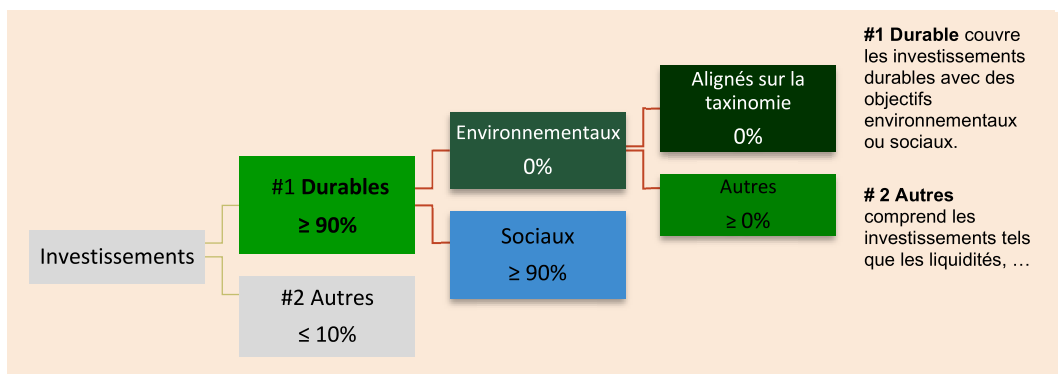 Investissements
#1 Durables
≥ 90%
#2 Autres
≤ 10%
Environnementaux
0%
Sociaux
≥ 90%
Alignés sur la
taxinomie
0%
Autres
≥ 0%
#1 Durable couvre
les investissements
durables avec des
objectifs
environnementaux
ou sociaux.
# 2 Autres
comprend les
investissements tels
que les liquidités, …